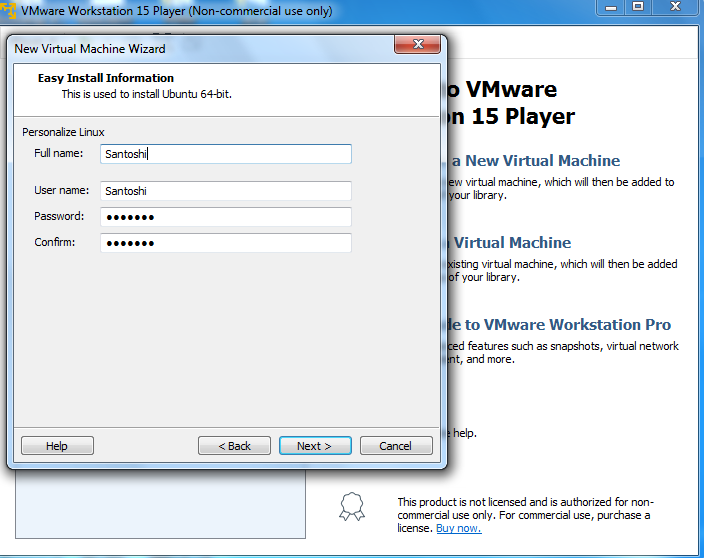 VMware Workstation 15 Player (Non-commercial use only)
New Virtual Machine Wizard
Easy Install Information
This is used to install Ubuntu 64-bit.
Personalize Linux
Full name: Santoshi
User name: Santoshi
Password: ●●●●●●●
Confirm: ●●●●●●●
Help
< Back
Next >
Cancel
to VMware
15 Player
a New Virtual Machine
new virtual machine, which will then be added to
your library.
Virtual Machine
existing virtual machine, which will then be added
of your library.
to VMware Workstation Pro
features such as snapshots, virtual network
and more.
help.
This product is not licensed and is authorized for non-
commercial use only. For commercial use, purchase a
license. Buy now.